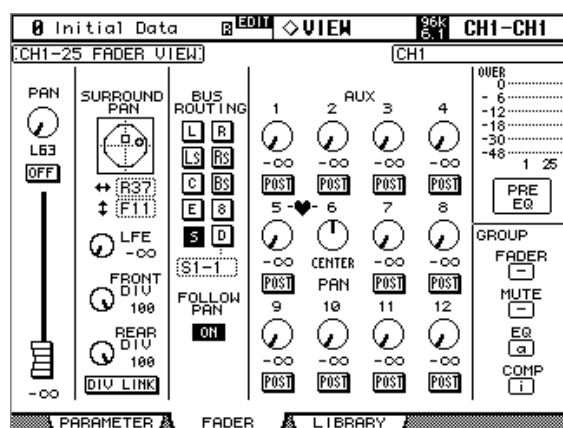 0 Initial Data EDIT ◇VIEW 96k 6.1 CH1-CH1
CH1-25 FADER VIEW CH1
PAN
L63
OFF
-∞
SURROUND PAN
↔ R37
↕ F11
LFE
-∞
FRONT DIV
100
REAR DIV
100
DIV LINK
BUS ROUTING
L R
LS RS
C BS
E 8
S D
S1-1
FOLLOW PAN
ON
AUX
1 2 3 4
-∞ -∞ -∞ -∞
POST POST POST POST
5 -♥- 6 7 8
-∞ CENTER -∞ -∞
POST PAN POST POST
9 10 11 12
-∞ -∞ -∞ -∞
POST POST POST POST
OVER
0
- 6
-12
-18
-30
-48
1 25
PRE EQ
GROUP
FADER
-
MUTE
-
EQ
a
COMP
i
PARAMETER FADER LIBRARY